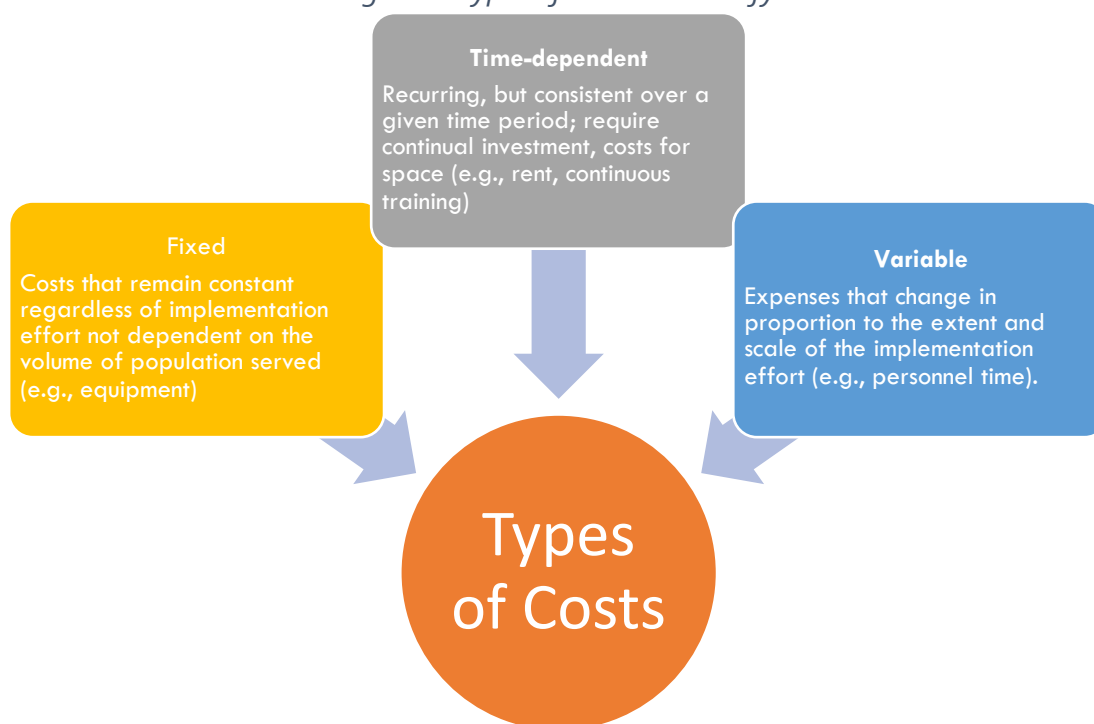 Time-dependent
Recurring, but consistent over a
given time period; require
continual investment, costs for
space (e.g., rent, continuous
training)
Fixed
Costs that remain constant
regardless of implementation
effort not dependent on the
volume of population served
(e.g., equipment)
Variable
Expenses that change in
proportion to the extent and
scale of the implementation
effort (e.g., personnel time).
Types
of Costs